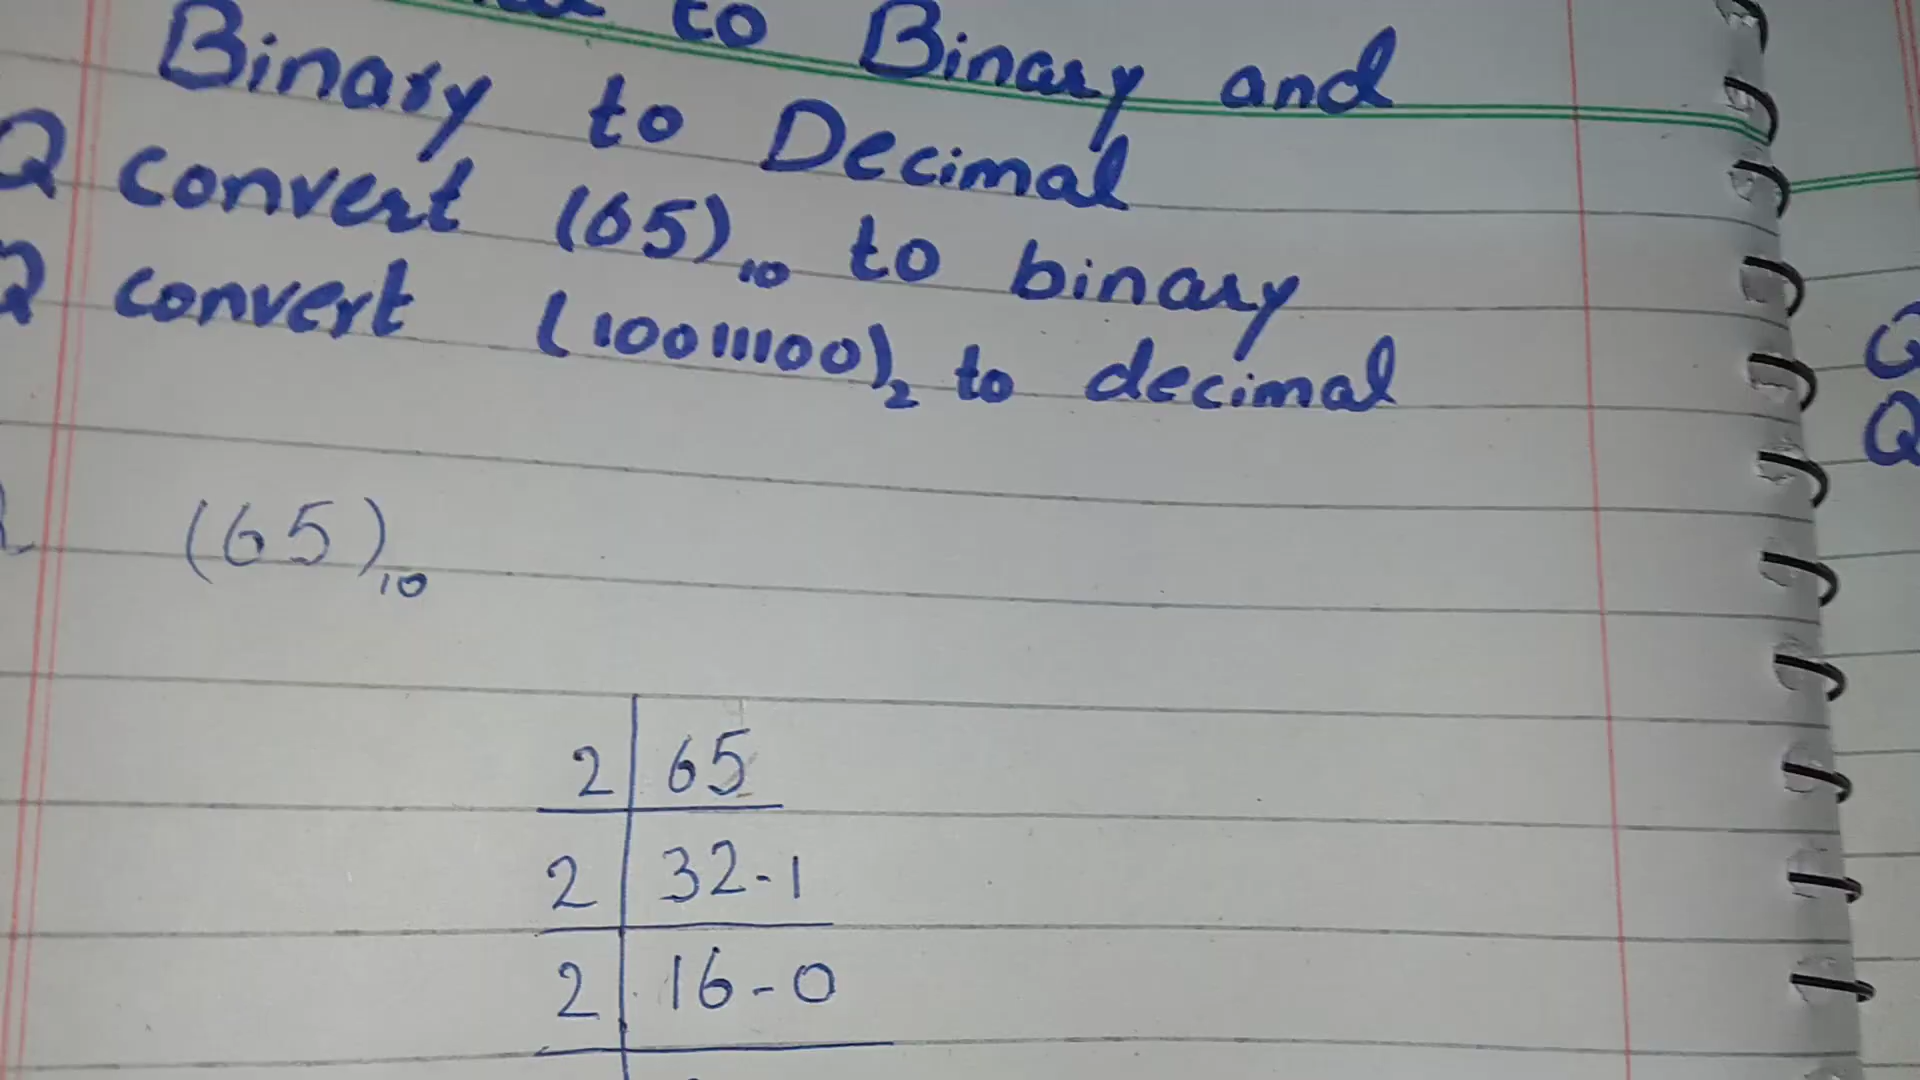 to Binary and
Binary to Decimal
Q convert (65)₁₀ to binary
Q convert (100111100)₂ to decimal
(65)₁₀
2 | 65
2 | 32-1
2 | 16-0
Q
Q